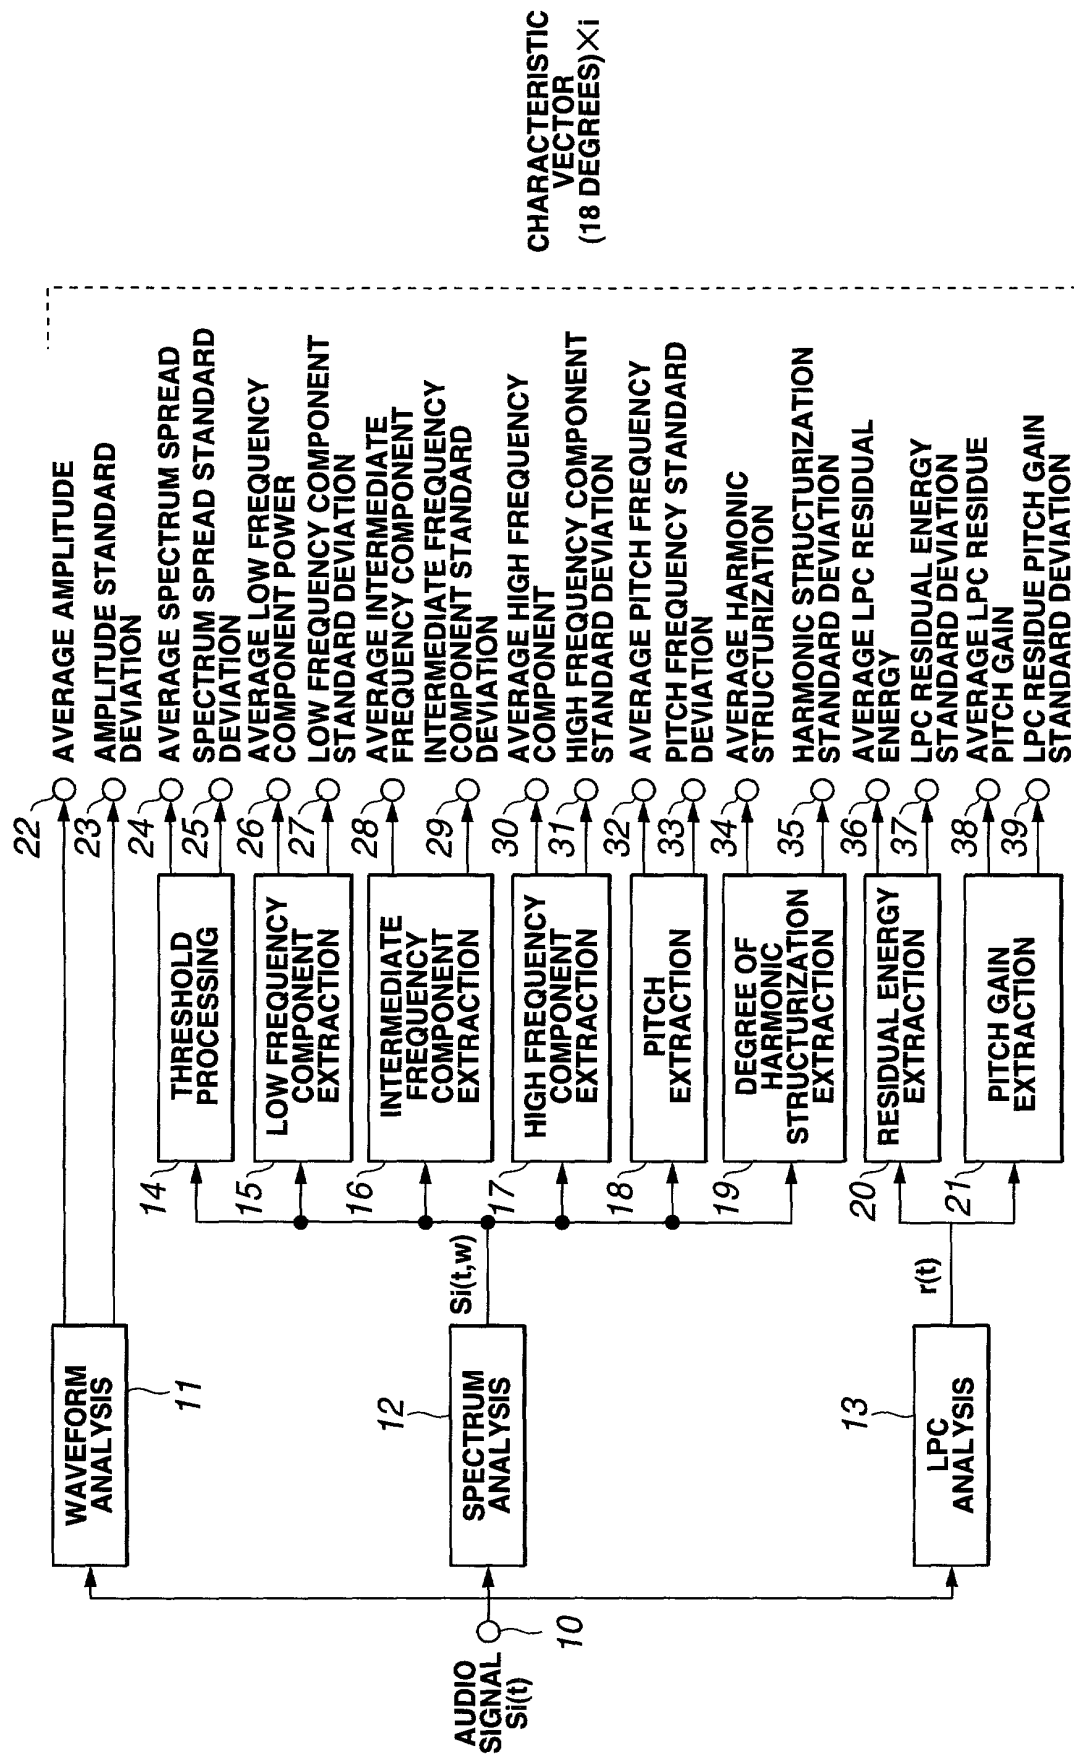 AUDIO
SIGNAL
Si(t)
10
WAVEFORM
ANALYSIS
11
SPECTRUM
ANALYSIS
12
LPC
ANALYSIS
13
Si(t,w)
r(t)
14
THRESHOLD
PROCESSING
15
LOW FREQUENCY
COMPONENT
EXTRACTION
16
INTERMEDIATE
FREQUENCY
COMPONENT
EXTRACTION
17
HIGH FREQUENCY
COMPONENT
EXTRACTION
18
PITCH
EXTRACTION
19
DEGREE OF
HARMONIC
STRUCTURIZATION
EXTRACTION
20
RESIDUAL ENERGY
EXTRACTION
21
PITCH GAIN
EXTRACTION
22
AVERAGE AMPLITUDE
23
AMPLITUDE STANDARD
DEVIATION
24
AVERAGE SPECTRUM SPREAD
25
SPECTRUM SPREAD STANDARD
DEVIATION
26
AVERAGE LOW FREQUENCY
COMPONENT POWER
27
LOW FREQUENCY COMPONENT
STANDARD DEVIATION
28
AVERAGE INTERMEDIATE
FREQUENCY COMPONENT
29
INTERMEDIATE FREQUENCY
COMPONENT STANDARD
DEVIATION
30
AVERAGE HIGH FREQUENCY
COMPONENT
31
HIGH FREQUENCY COMPONENT
STANDARD DEVIATION
32
AVERAGE PITCH FREQUENCY
33
PITCH FREQUENCY STANDARD
DEVIATION
34
AVERAGE HARMONIC
STRUCTURIZATION
35
HARMONIC STRUCTURIZATION
STANDARD DEVIATION
36
AVERAGE LPC RESIDUAL
ENERGY
37
LPC RESIDUAL ENERGY
STANDARD DEVIATION
38
AVERAGE LPC RESIDUE
PITCH GAIN
39
LPC RESIDUE PITCH GAIN
STANDARD DEVIATION
CHARACTERISTIC
VECTOR
(18 DEGREES)×i